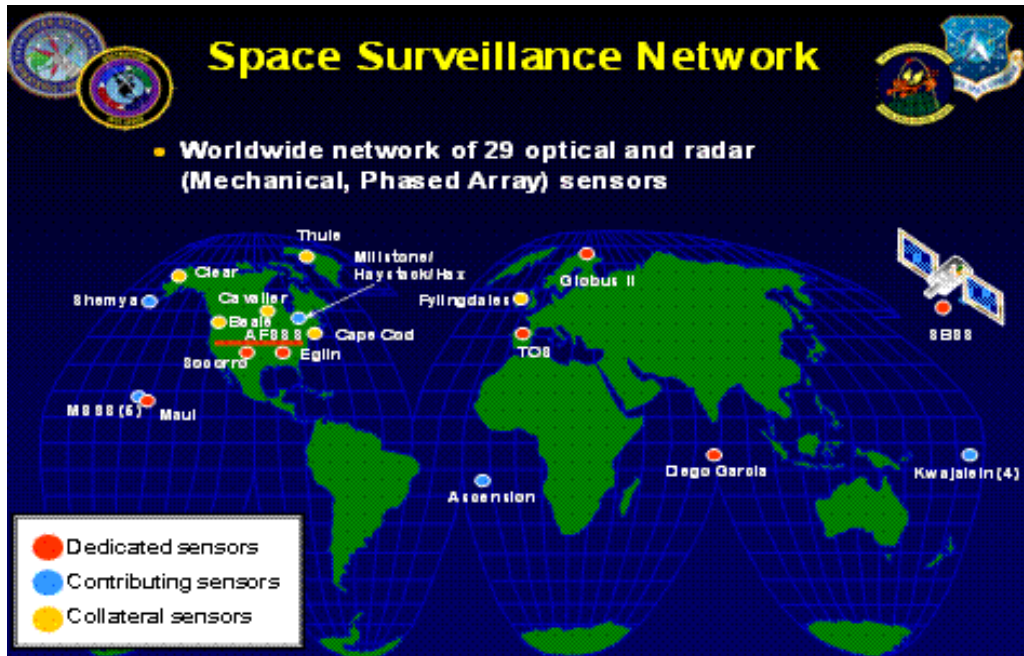 Space Surveillance Network
Worldwide network of 29 optical and radar
(Mechanical, Phased Array) sensors
Thule
Millstone/
Haystack/Hax
Clear
Globus II
Shemya
Cavalier
Fylingdales
Beale
AFSSS
Cape Cod
SBSS
Socorro
Eglin
TOS
MSSS (6)
Maui
Diego Garcia
Kwajalein (4)
Ascension
Dedicated sensors
Contributing sensors
Collateral sensors